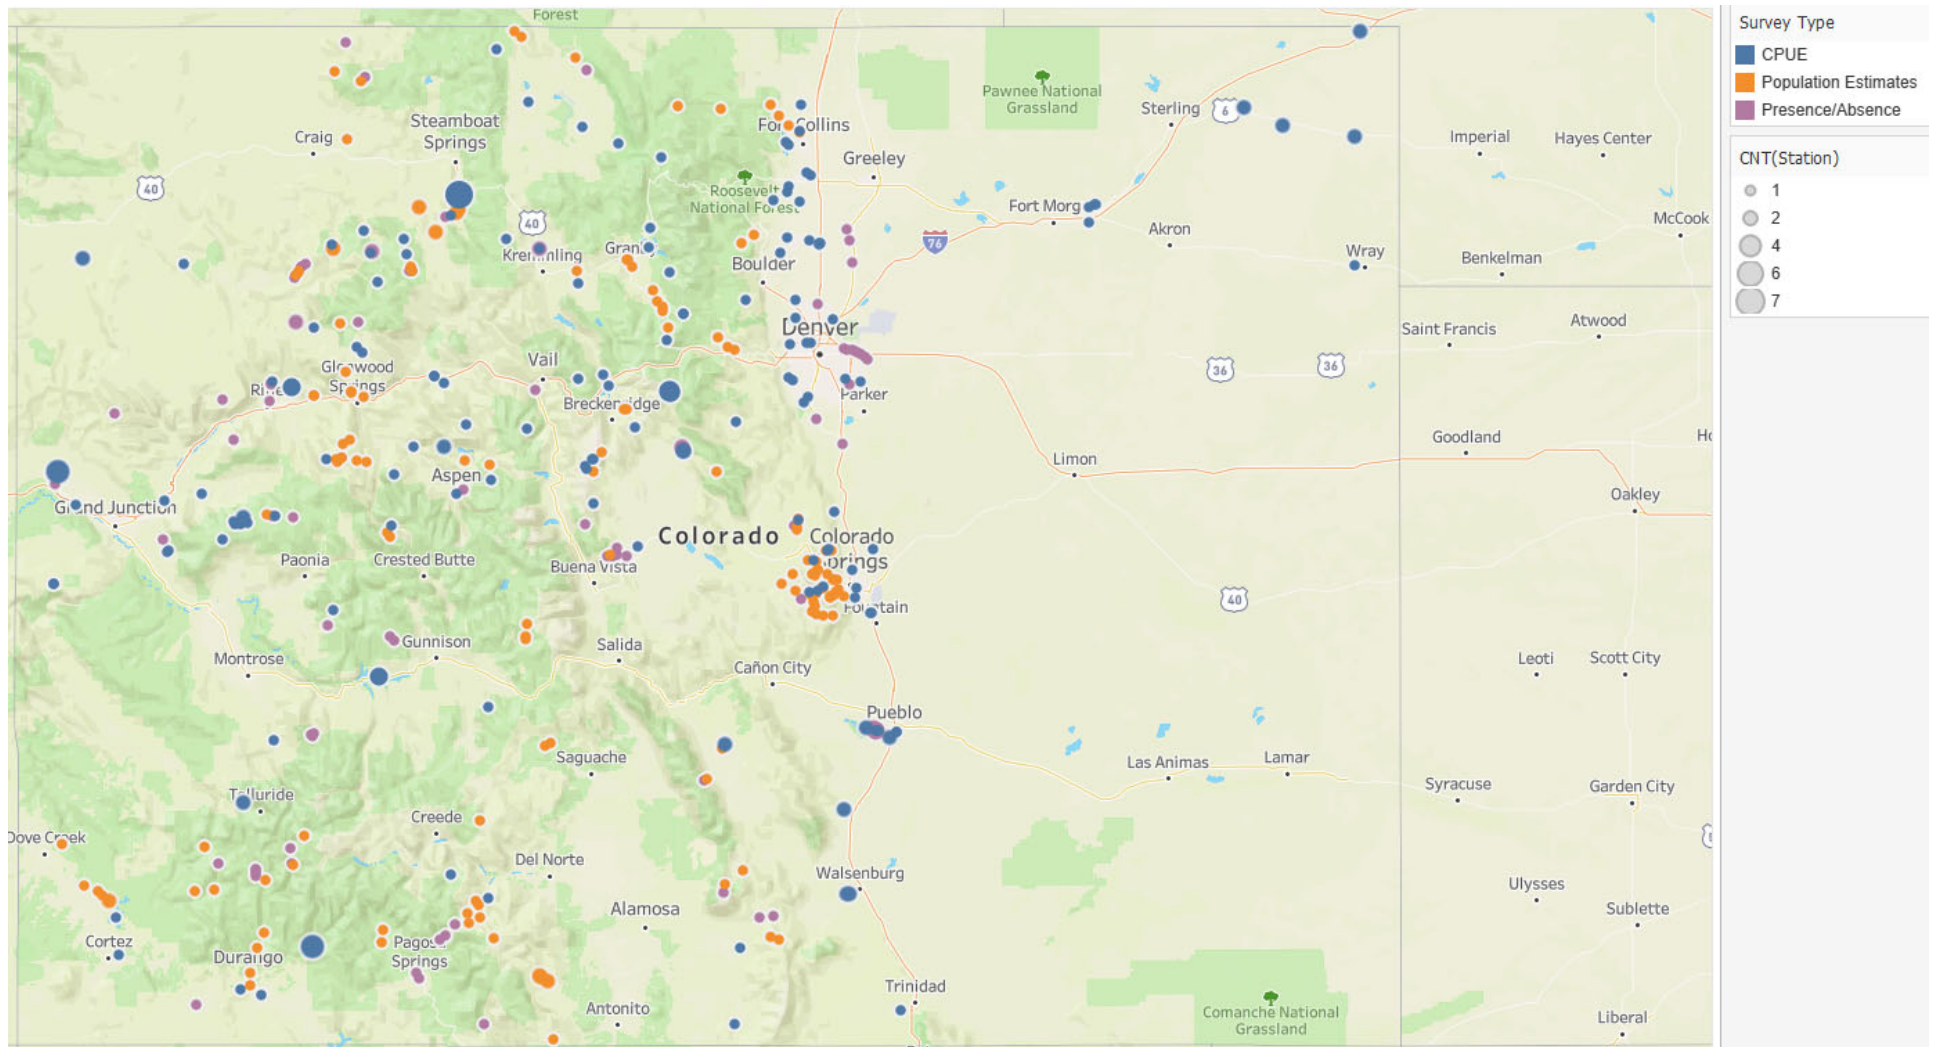 Forest
Survey Type
CPUE
Population Estimates
Presence/Absence
CNT(Station)
1
2
4
6
7
Pawnee National
Grassland
Sterling
6
Imperial
Hayes Center
Steamboat
Springs
Craig
Fort Collins
Greeley
40
Roosevelt
National Forest
Fort Morg
Akron
McCook
40
Kremmling
Granby
Boulder
76
Wray
Benkelman
Denver
Saint Francis
Atwood
Vail
Glenwood
Springs
Rifle
36
36
Breckenridge
Parker
Goodland
Limon
Aspen
Oakley
Grand Junction
Colorado
Colorado
Springs
Paonia
Crested Butte
Buena Vista
40
Fountain
Gunnison
Salida
Montrose
Leoti
Scott City
Cañon City
Pueblo
Saguache
Las Animas
Lamar
Syracuse
Garden City
Telluride
Creede
Dove Creek
Del Norte
Walsenburg
Ulysses
Alamosa
Sublette
Cortez
Durango
Pagosa
Springs
Trinidad
Antonito
Comanche National
Grassland
Liberal